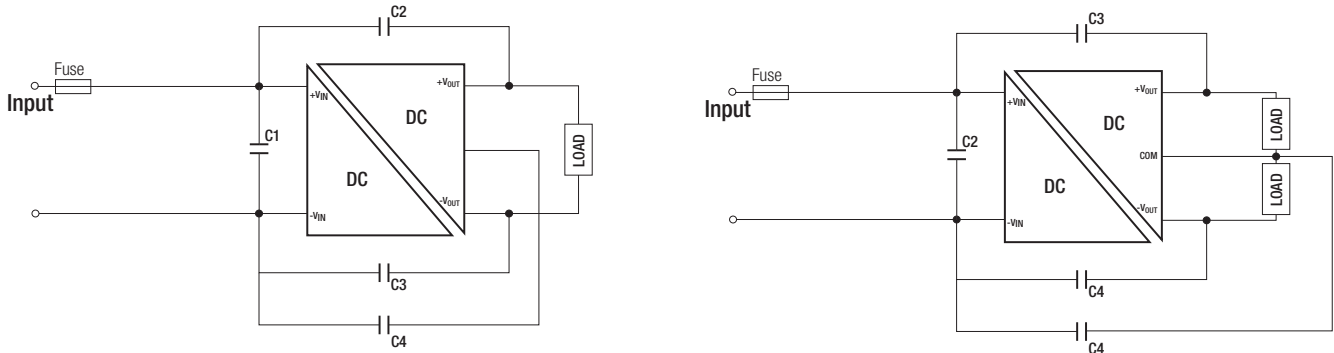 C2
Fuse
Input
+VIN
+VOUT
DC
C1
DC
LOAD
-VIN
-VOUT
C3
C4
C3
Fuse
Input
+VIN
+VOUT
DC
LOAD
C2
COM
DC
LOAD
-VIN
-VOUT
C4
C4